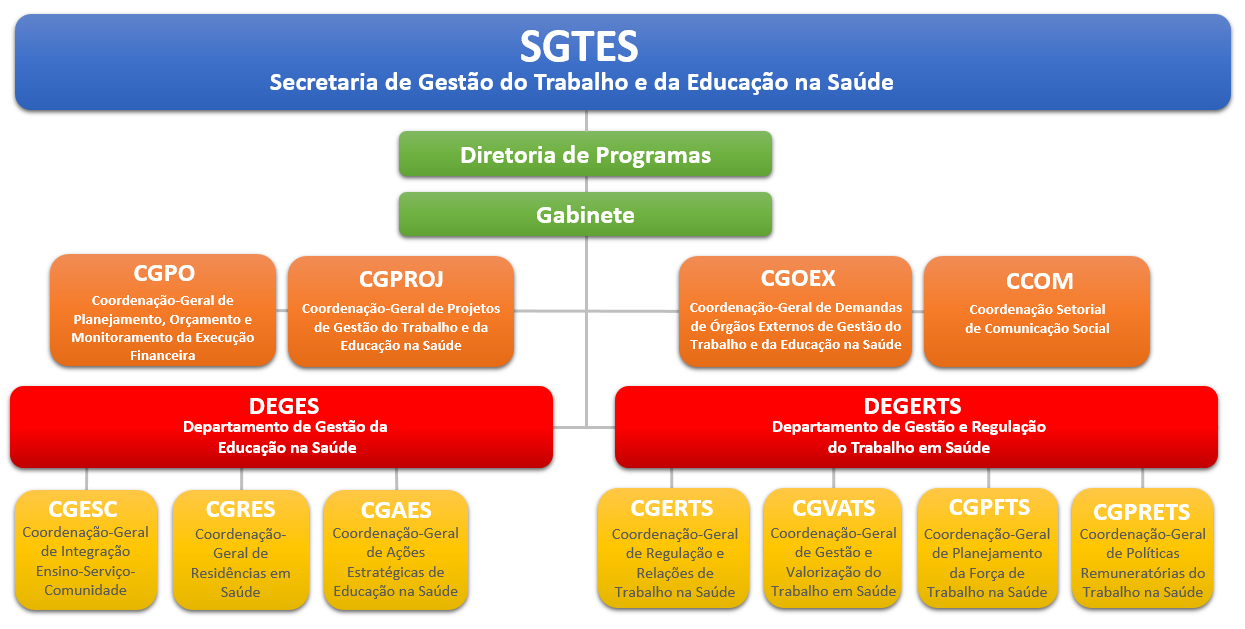 SGTES
Secretaria de Gestão do Trabalho e da Educação na Saúde
Diretoria de Programas
Gabinete
CGPO
Coordenação-Geral de
Planejamento, Orçamento e
Monitoramento da Execução
Financeira
CGPROJ
Coordenação-Geral de Projetos
de Gestão do Trabalho e da
Educação na Saúde
CGOEX
Coordenação-Geral de Demandas
de Órgãos Externos de Gestão do
Trabalho e da Educação na Saúde
CCOM
Coordenação Setorial
de Comunicação Social
DEGES
Departamento de Gestão da
Educação na Saúde
DEGERTS
Departamento de Gestão e Regulação
do Trabalho em Saúde
CGESC
Coordenação-Geral
de Integração
Ensino-Serviço-
Comunidade
CGRES
Coordenação-
Geral de
Residências em
Saúde
CGAES
Coordenação-Geral
de Ações
Estratégicas de
Educação na Saúde
CGERTS
Coordenação-Geral
de Regulação e
Relações de
Trabalho na Saúde
CGVATS
Coordenação-Geral
de Gestão e
Valorização do
Trabalho em Saúde
CGPFTS
Coordenação-Geral
de Planejamento
da Força de
Trabalho na Saúde
CGPRETS
Coordenação-Geral
de Políticas
Remuneratórias do
Trabalho na Saúde